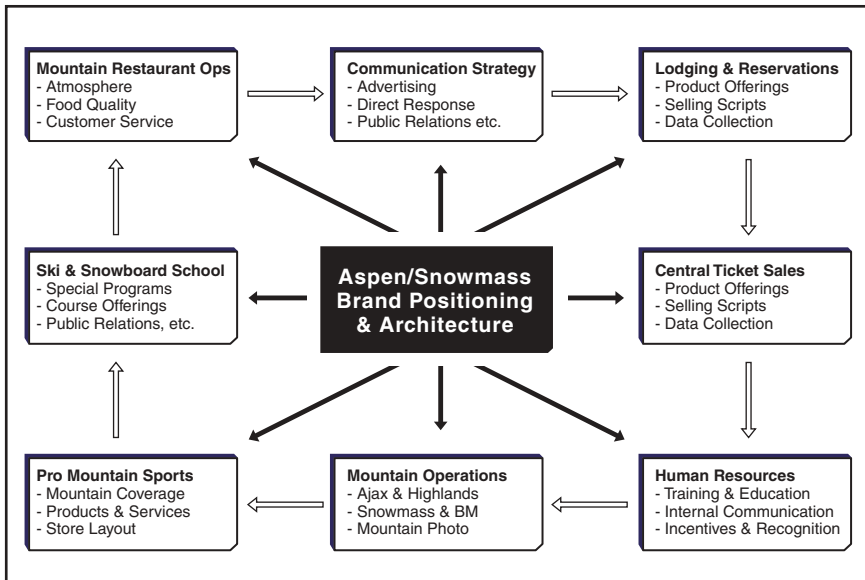 Mountain Restaurant Ops
- Atmosphere
- Food Quality
- Customer Service
Communication Strategy
- Advertising
- Direct Response
- Public Relations etc.
Lodging & Reservations
- Product Offerings
- Selling Scripts
- Data Collection
Ski & Snowboard School
- Special Programs
- Course Offerings
- Public Relations, etc.
Aspen/Snowmass
Brand Positioning
& Architecture
Central Ticket Sales
- Product Offerings
- Selling Scripts
- Data Collection
Pro Mountain Sports
- Mountain Coverage
- Products & Services
- Store Layout
Mountain Operations
- Ajax & Highlands
- Snowmass & BM
- Mountain Photo
Human Resources
- Training & Education
- Internal Communication
- Incentives & Recognition